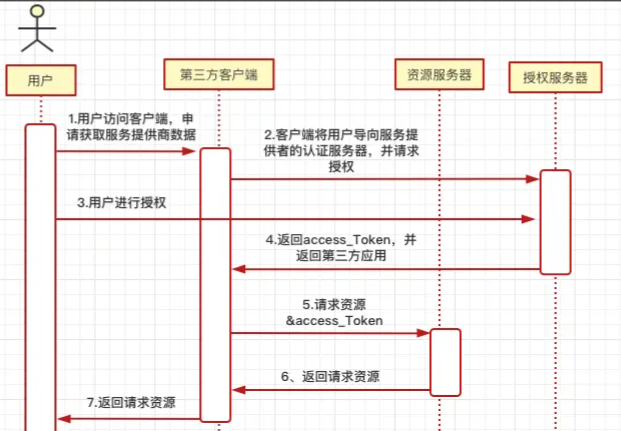 用户
第三方客户端
资源服务器
授权服务器
1.用户访问客户端，申
请获取服务提供商数据
2.客户端将用户导向服务提
供者的认证服务器，并请求
授权
3.用户进行授权
4.返回access_Token，并
返回第三方应用
5.请求资源
&access_Token
6、返回请求资源
7.返回请求资源